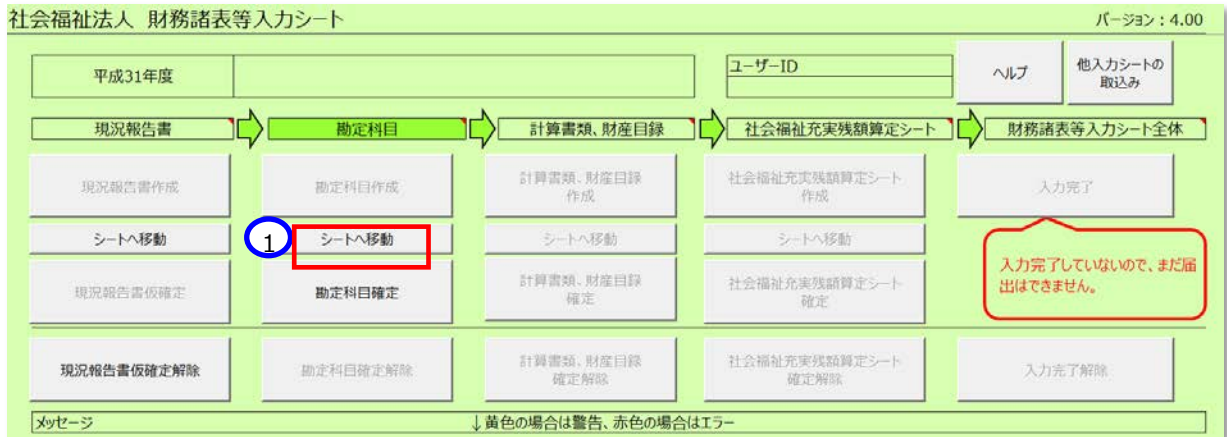 社会福祉法人 財務諸表等入力シート
バージョン：4.00
平成31年度
ユーザーID
ヘルプ
他入力シートの
取込み
現況報告書
勘定科目
計算書類、財産目録
社会福祉充実残額算定シート
財務諸表等入力シート全体
現況報告書作成
勘定科目作成
計算書類、財産目録
作成
社会福祉充実残額算定シート
作成
入力完了
シートへ移動
1
シートへ移動
シートへ移動
シートへ移動
入力完了していないので、まだ届
出はできません。
現況報告書仮確定
勘定科目確定
計算書類、財産目録
確定
社会福祉充実残額算定シート
確定
現況報告書仮確定解除
勘定科目確定解除
計算書類、財産目録
確定解除
社会福祉充実残額算定シート
確定解除
入力完了解除
メッセージ
↓黄色の場合は警告、赤色の場合はエラー